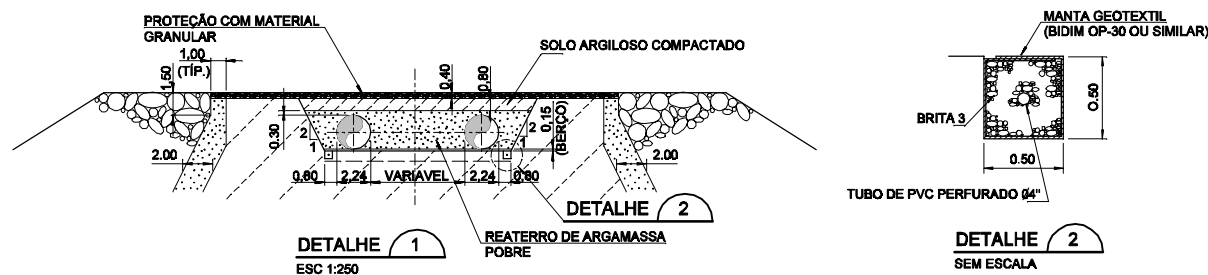 PROTEÇÃO COM MATERIAL
GRANULAR
1,00
(TÍP.)
1,50
0,40
0,80
SOLO ARGILOSO COMPACTADO
0,30
2
1
2
1
0,15
(BERÇO)
2.00
2.00
0,60
2,24
VARIAVEL
2,24
0,60
DETALHE 2
REATERRO DE ARGAMASSA
POBRE
DETALHE 1
ESC 1:250
MANTA GEOTEXTIL
(BIDIM OP-30 OU SIMILAR)
BRITA 3
0.50
0.50
TUBO DE PVC PERFURADO Ø4"
DETALHE 2
SEM ESCALA